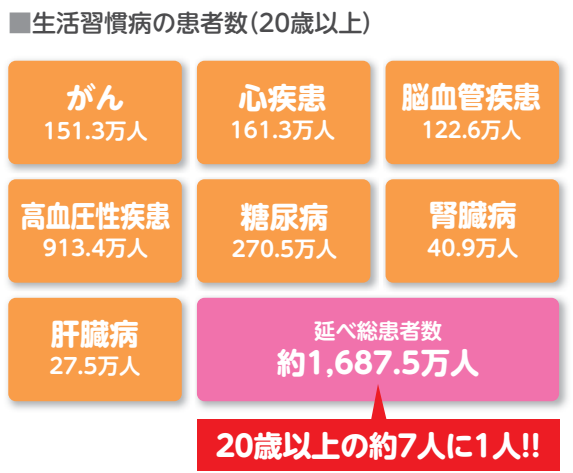 ■生活習慣病の患者数（20歳以上）
がん
151.3万人
心疾患
161.3万人
脳血管疾患
122.6万人
高血圧性疾患
913.4万人
糖尿病
270.5万人
腎臓病
40.9万人
肝臓病
27.5万人
延べ総患者数
約1,687.5万人
20歳以上の約7人に1人!!